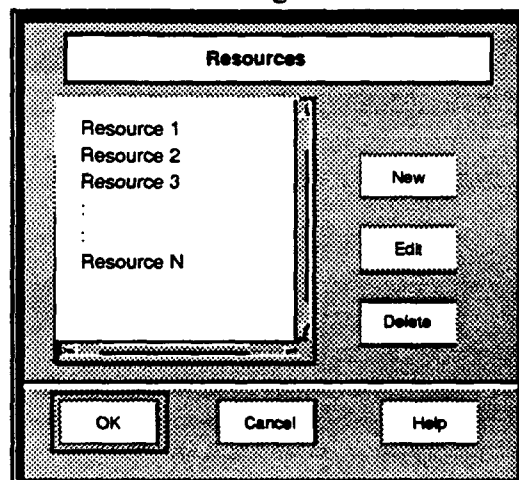 Resources
Resource 1
Resource 2
Resource 3
:
:
Resource N
New
Edit
Delete
OK
Cancel
Help